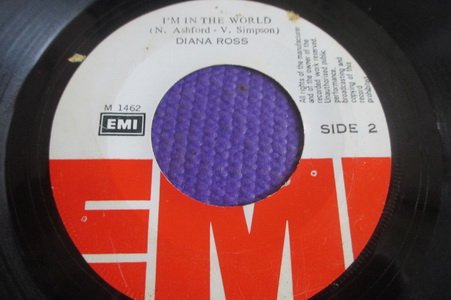 I'M IN THE WORLD
(N. Ashford - V. Simpson)
DIANA ROSS
M 1462
EMI
SIDE 2
All rights of the manufacturer
and of the owner of the
recorded work reserved.
Unauthorised public
performance,
broadcasting and
copying of this
record
prohibited.
EMI